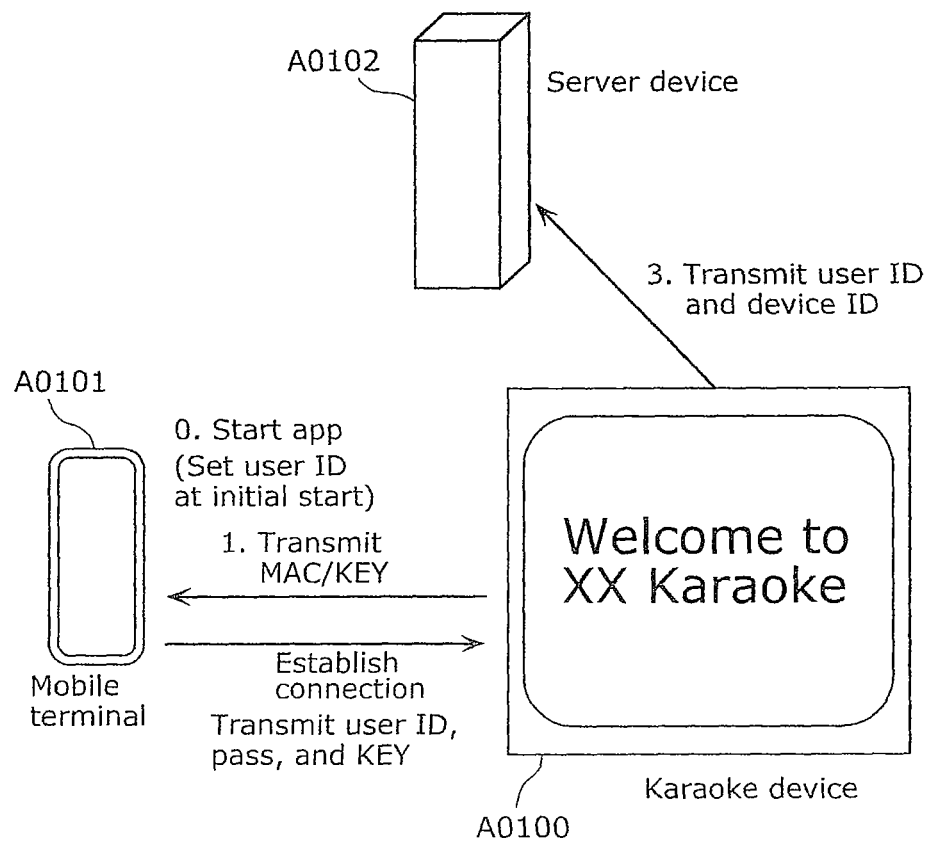 A0102
Server device
3. Transmit user ID
and device ID
A0101
0. Start app
(Set user ID
at initial start)
1. Transmit
MAC/KEY
Welcome to
XX Karaoke
Establish
connection
Mobile
terminal
Transmit user ID,
pass, and KEY
Karaoke device
A0100